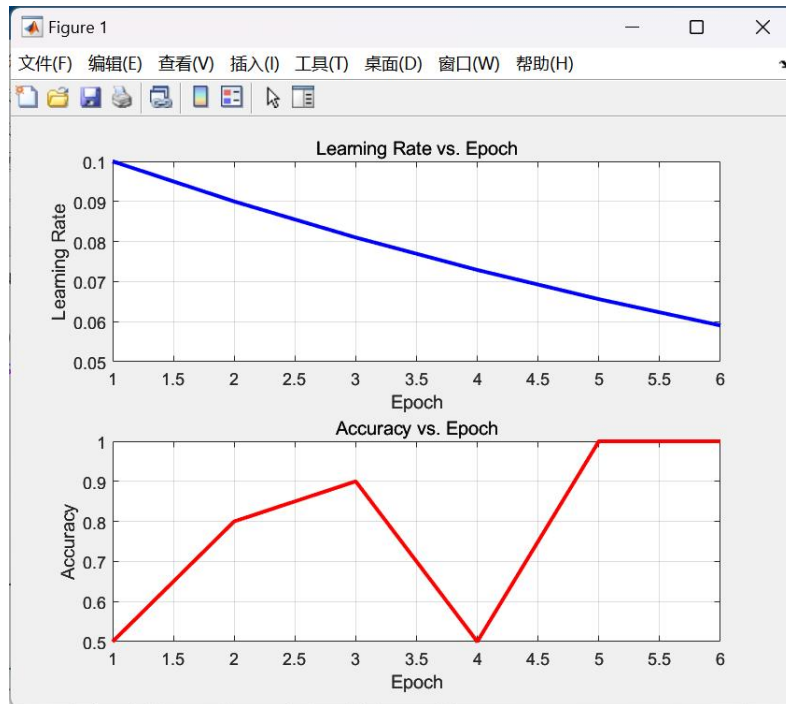 Figure 1
文件(F) 编辑(E) 查看(V) 插入(I) 工具(T) 桌面(D) 窗口(W) 帮助(H)
Learning Rate vs. Epoch
Learning Rate
0.1
0.09
0.08
0.07
0.06
0.05
1 1.5 2 2.5 3 3.5 4 4.5 5 5.5 6
Epoch
Accuracy vs. Epoch
Accuracy
1
0.9
0.8
0.7
0.6
0.5
1 1.5 2 2.5 3 3.5 4 4.5 5 5.5 6
Epoch